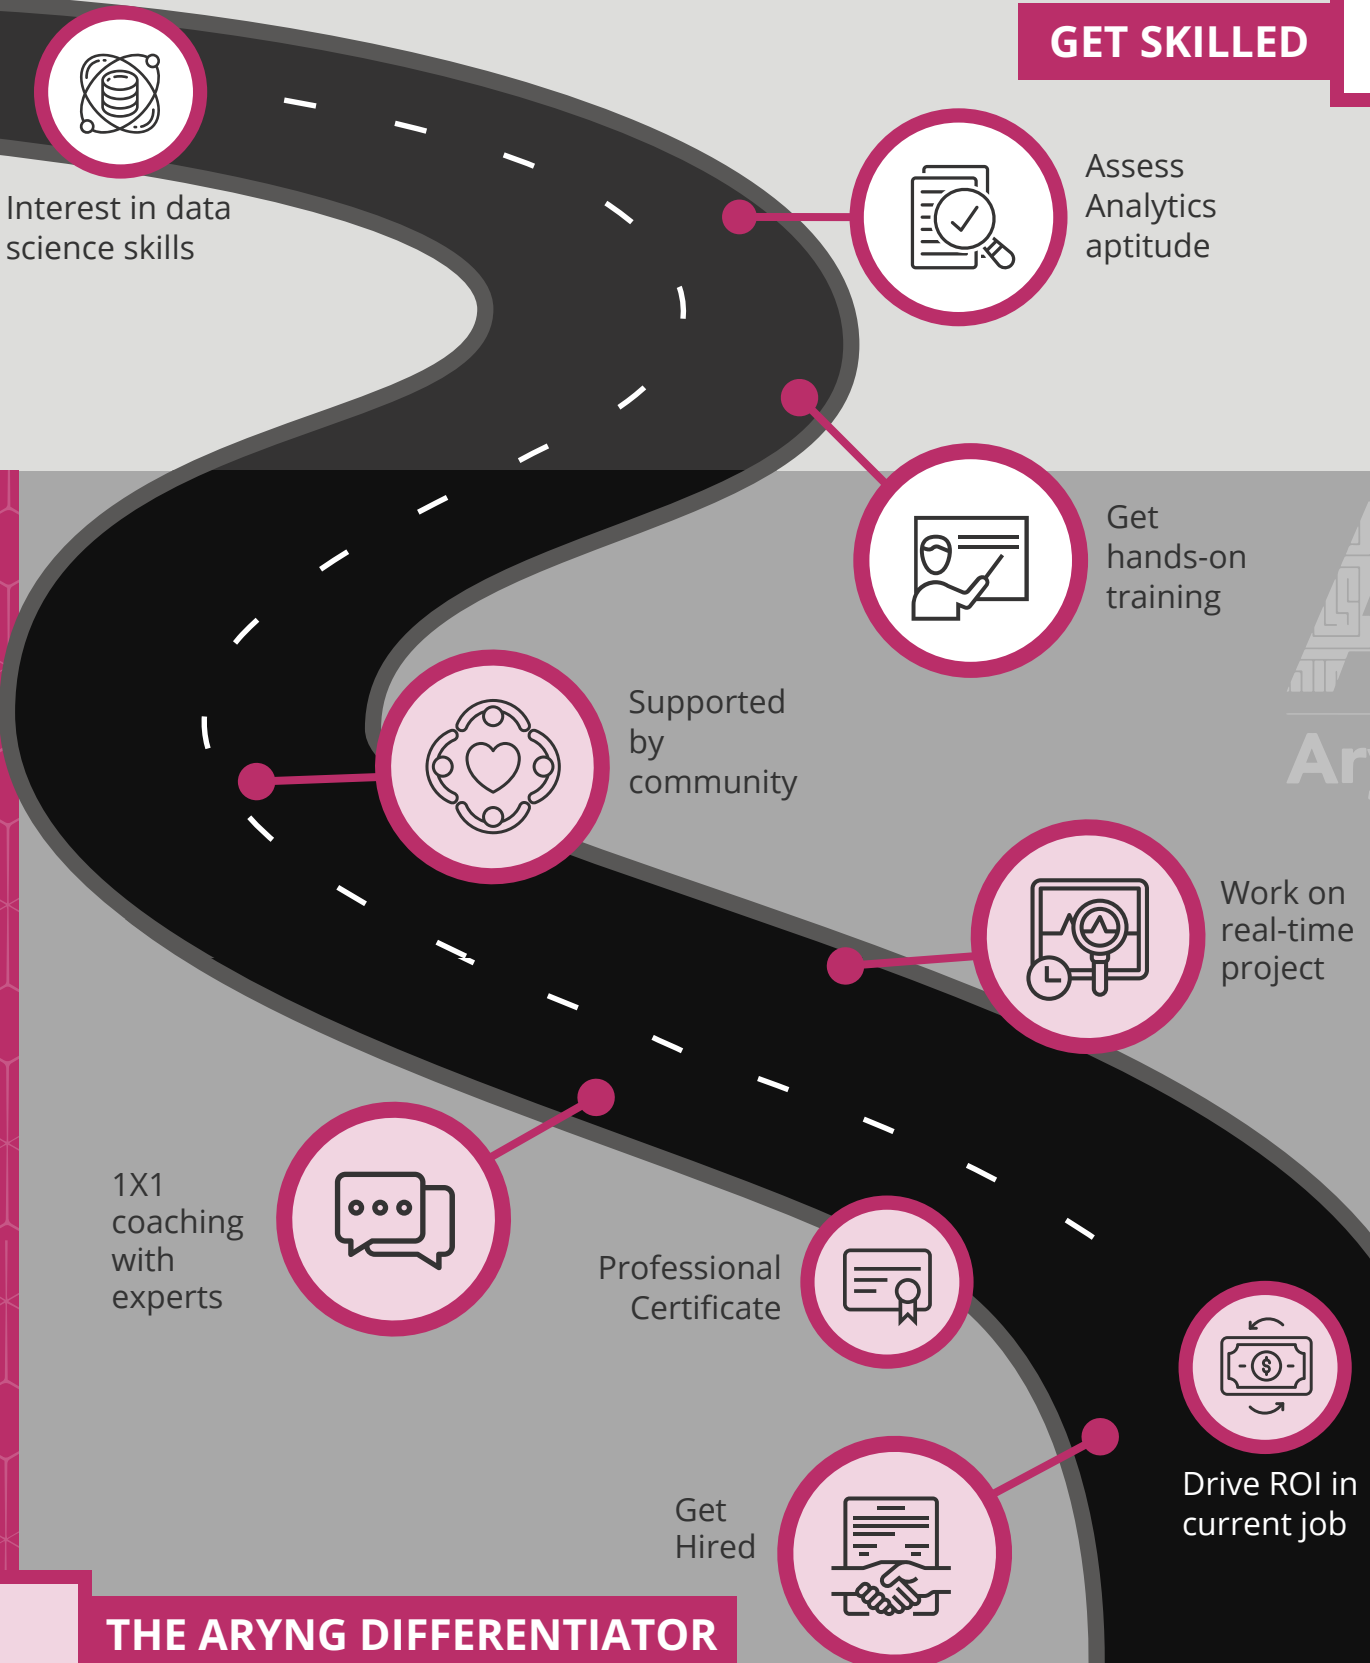 GET SKILLED
Interest in data
science skills
Assess
Analytics
aptitude
Get
hands-on
training
Supported
by
community
Work on
real-time
project
1X1
coaching
with
experts
Professional
Certificate
$
Drive ROI in
current job
Get
Hired
THE ARYNG DIFFERENTIATOR